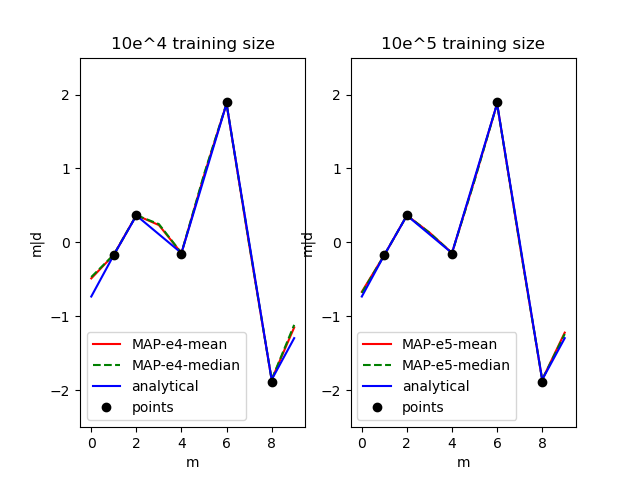 10e^4 training size
10e^5 training size
m|d
2
1
0
−1
−2
MAP-e4-mean
MAP-e4-median
analytical
points
0
2
4
6
8
m
m|d
2
1
0
−1
−2
MAP-e5-mean
MAP-e5-median
analytical
points
0
2
4
6
8
m